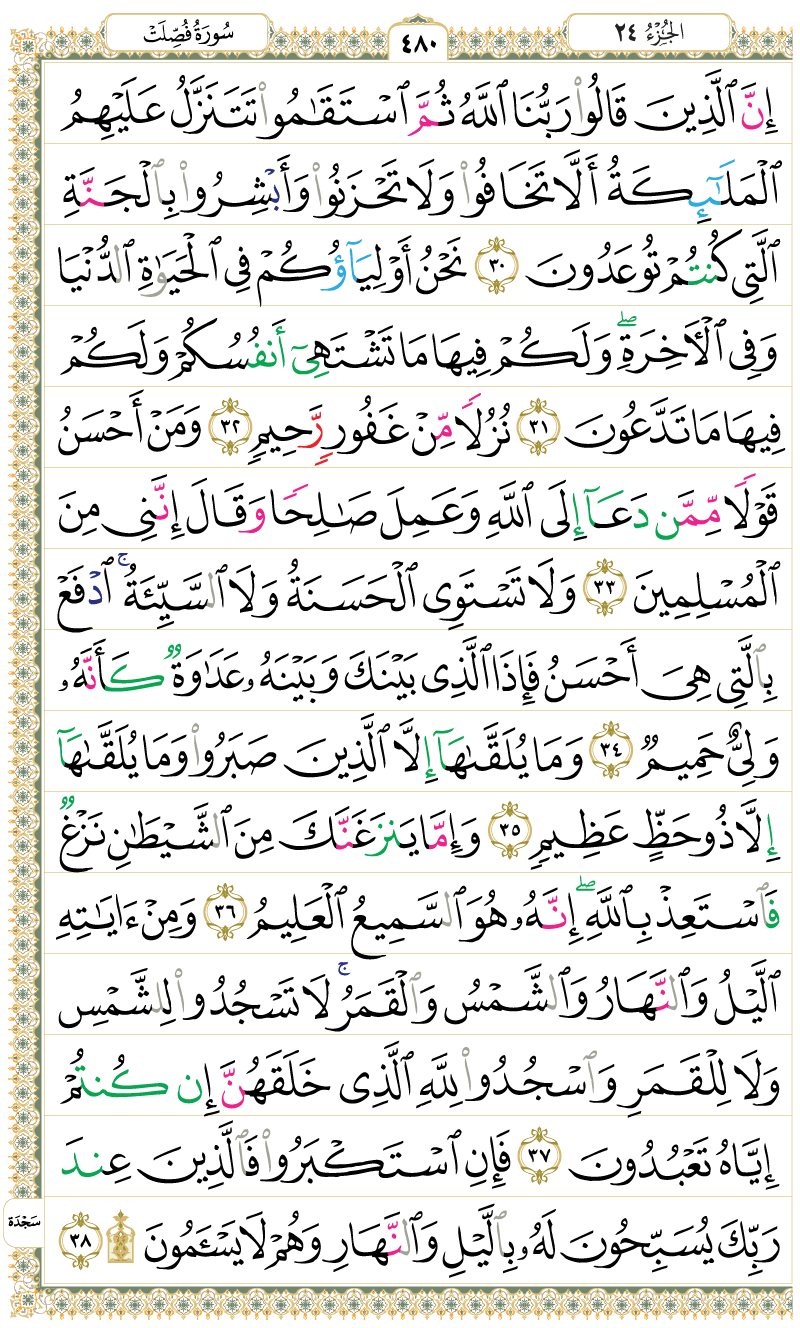 الجُزْءُ ٢٤
٤٨٠
سُورَةُ فُصِّلَتْ
إِنَّ ٱلَّذِينَ قَالُوا۟ رَبُّنَا ٱللَّهُ ثُمَّ ٱسْتَقَٰمُوا۟ تَتَنَزَّلُ عَلَيْهِمُ
ٱلْمَلَٰٓئِكَةُ أَلَّا تَخَافُوا۟ وَلَا تَحْزَنُوا۟ وَأَبْشِرُوا۟ بِٱلْجَنَّةِ
ٱلَّتِى كُنتُمْ تُوعَدُونَ ٣٠ نَحْنُ أَوْلِيَآؤُكُمْ فِى ٱلْحَيَوٰةِ ٱلدُّنْيَا
وَفِى ٱلْأَخِرَةِ ۖ وَلَكُمْ فِيهَا مَا تَشْتَهِىٓ أَنفُسُكُمْ وَلَكُمْ
فِيهَا مَا تَدَّعُونَ ٣١ نُزُلًا مِّنْ غَفُورٍ رَّحِيمٍ ٣٢ وَمَنْ أَحْسَنُ
قَوْلًا مِّمَّن دَعَآ إِلَى ٱللَّهِ وَعَمِلَ صَٰلِحًا وَقَالَ إِنَّنِى مِنَ
ٱلْمُسْلِمِينَ ٣٣ وَلَا تَسْتَوِى ٱلْحَسَنَةُ وَلَا ٱلسَّيِّئَةُ ۚ ٱدْفَعْ
بِٱلَّتِى هِىَ أَحْسَنُ فَإِذَا ٱلَّذِى بَيْنَكَ وَبَيْنَهُۥ عَدَٰوَةٌ كَأَنَّهُۥ
وَلِىٌّ حَمِيمٌ ٣٤ وَمَا يُلَقَّىٰهَآ إِلَّا ٱلَّذِينَ صَبَرُوا۟ وَمَا يُلَقَّىٰهَآ
إِلَّا ذُو حَظٍّ عَظِيمٍ ٣٥ وَإِمَّا يَنزَغَنَّكَ مِنَ ٱلشَّيْطَٰنِ نَزْغٌ
فَٱسْتَعِذْ بِٱللَّهِ ۖ إِنَّهُۥ هُوَ ٱلسَّمِيعُ ٱلْعَلِيمُ ٣٦ وَمِنْ ءَايَٰتِهِ
ٱلَّيْلُ وَٱلنَّهَارُ وَٱلشَّمْسُ وَٱلْقَمَرُ ۚ لَا تَسْجُدُوا۟ لِلشَّمْسِ
وَلَا لِلْقَمَرِ وَٱسْجُدُوا۟ لِلَّهِ ٱلَّذِى خَلَقَهُنَّ إِن كُنتُمْ
إِيَّاهُ تَعْبُدُونَ ٣٧ فَإِنِ ٱسْتَكْبَرُوا۟ فَٱلَّذِينَ عِندَ
رَبِّكَ يُسَبِّحُونَ لَهُۥ بِٱلَّيْلِ وَٱلنَّهَارِ وَهُمْ لَا يَسْـَٔمُونَ ۩ ٣٨
سَجْدَة